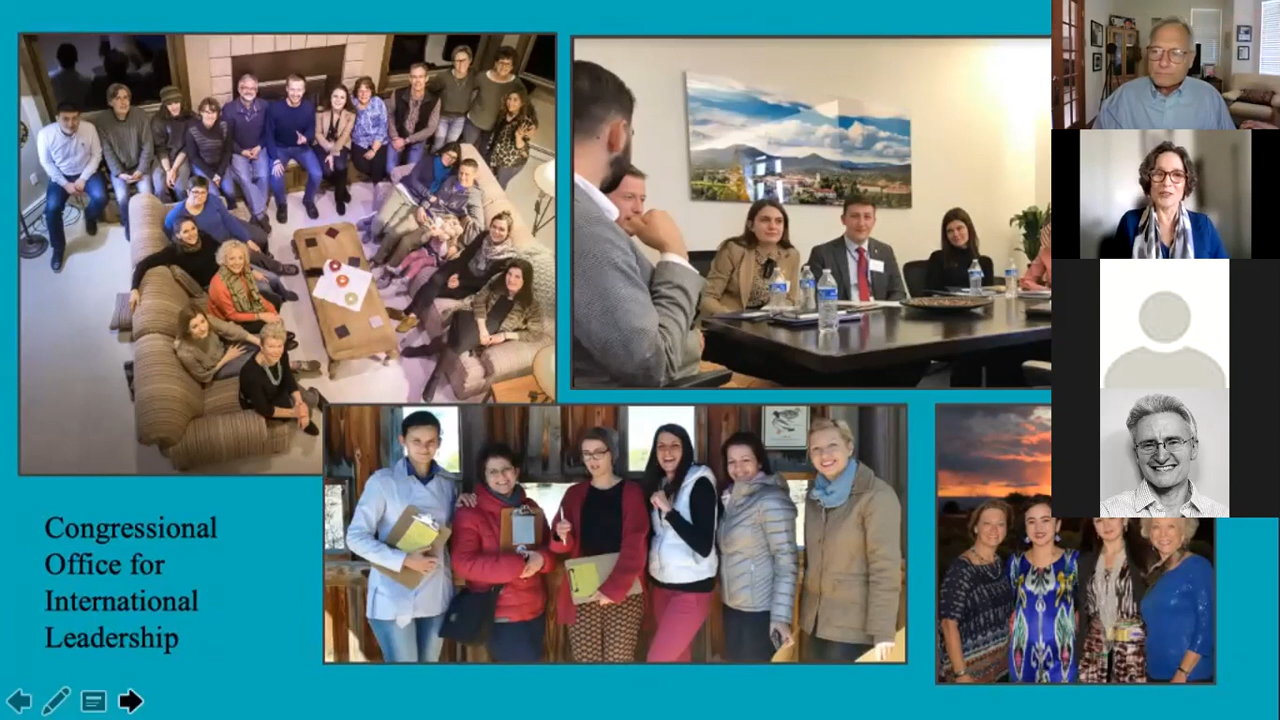 Congressional
Office for
International
Leadership